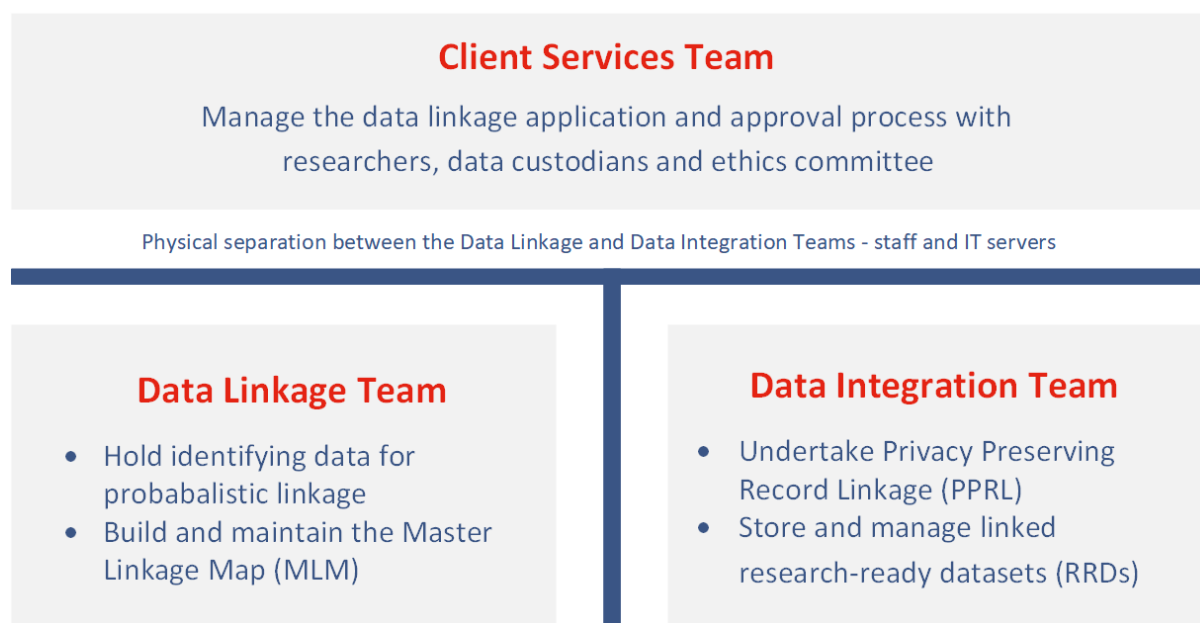 Client Services Team
Manage the data linkage application and approval process with
researchers, data custodians and ethics committee
Physical separation between the Data Linkage and Data Integration Teams - staff and IT servers
Data Linkage Team
• Hold identifying data for
probabalistic linkage
• Build and maintain the Master
Linkage Map (MLM)
Data Integration Team
• Undertake Privacy Preserving
Record Linkage (PPRL)
• Store and manage linked
research-ready datasets (RRDs)